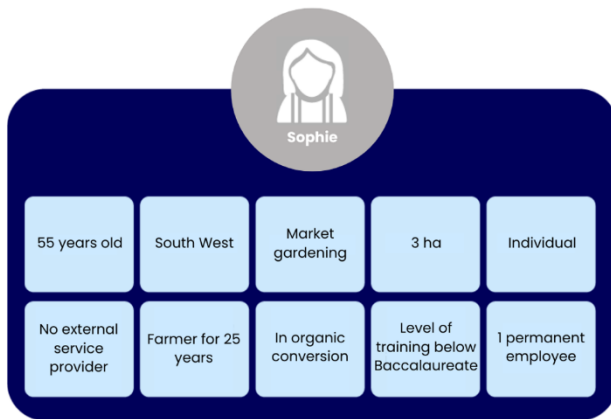 Sophie
55 years old
South West
Market
gardening
3 ha
Individual
No external
service
provider
Farmer for 25
years
In organic
conversion
Level of
training below
Baccalaureate
1 permanent
employee